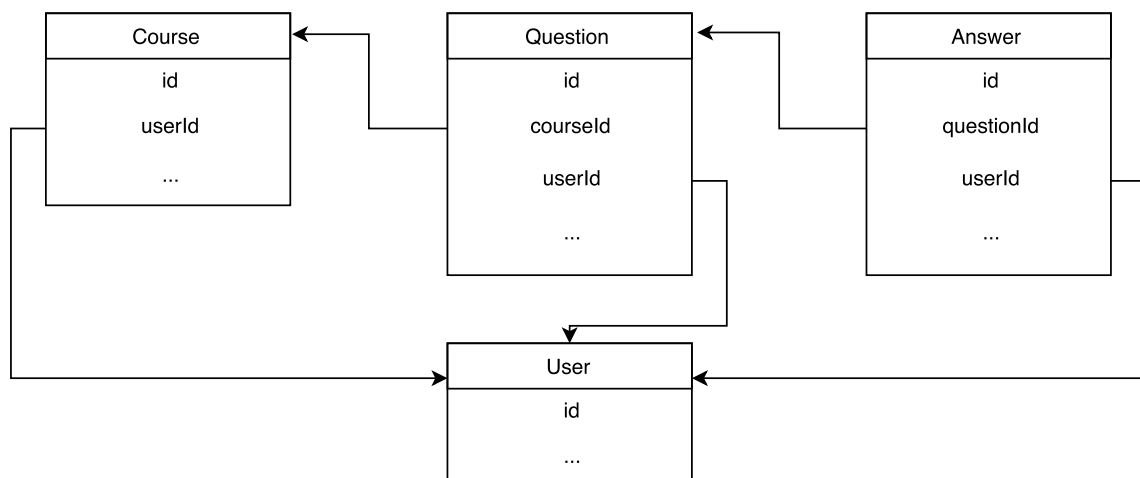 Course
id
userId
...
Question
id
courseId
userId
...
Answer
id
questionId
userId
...
User
id
...